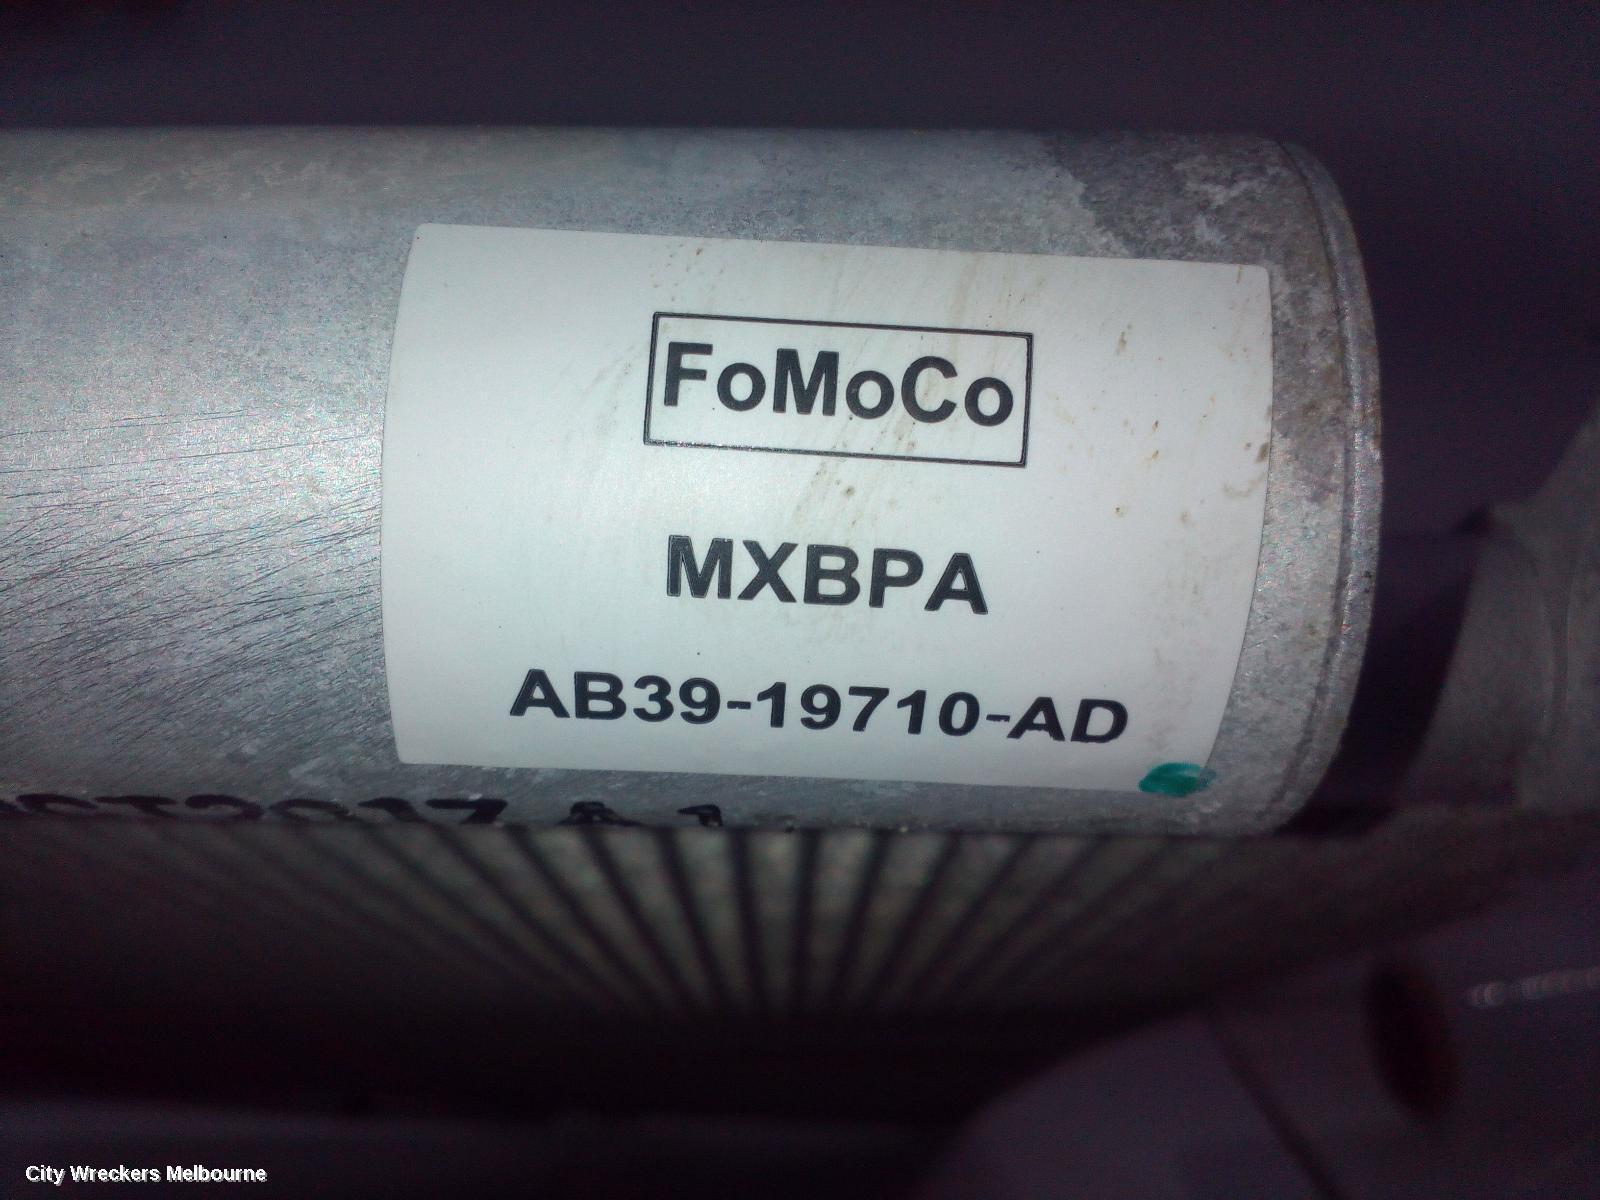 FoMoCo
MXBPA
AB39-19710-AD
City Wreckers Melbourne